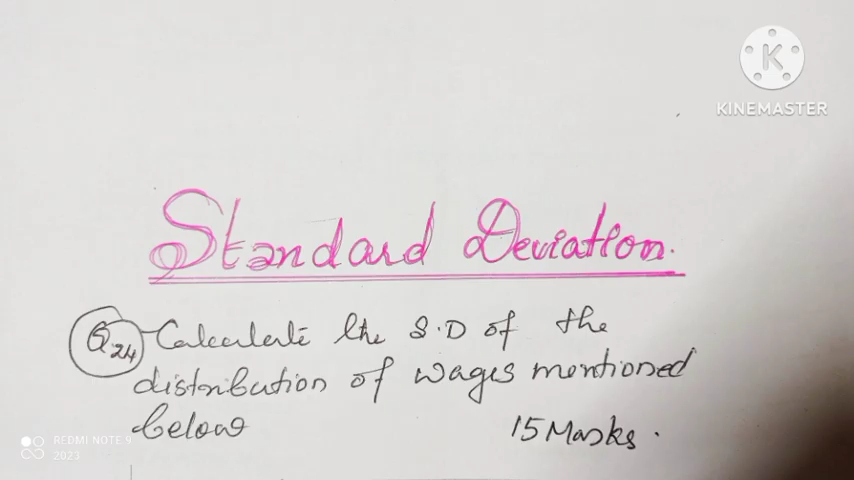 KINEMASTER
Standard Deviation.
Q.24 Calculate the S.D of the
distribution of wages mentioned
below
15 Marks.
REDMI NOTE 9
2023